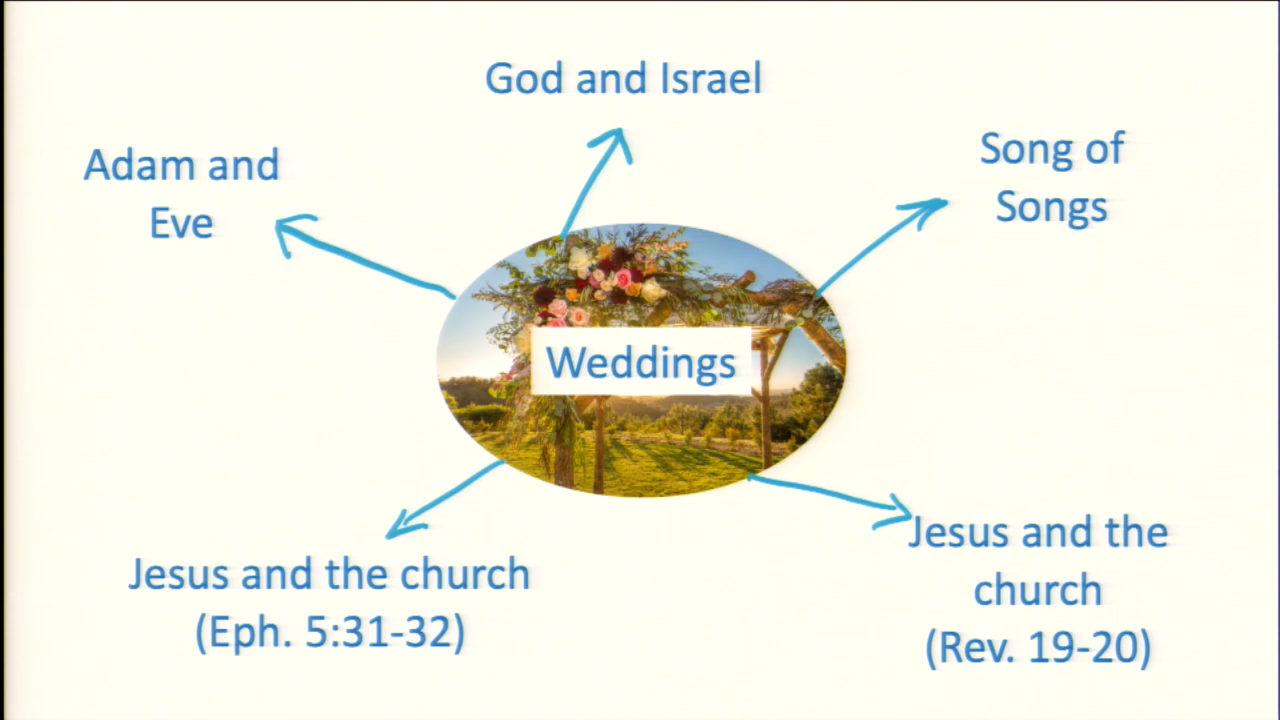 God and Israel
Adam and
Eve
Song of
Songs
Weddings
Jesus and the church
(Eph. 5:31-32)
Jesus and the
church
(Rev. 19-20)